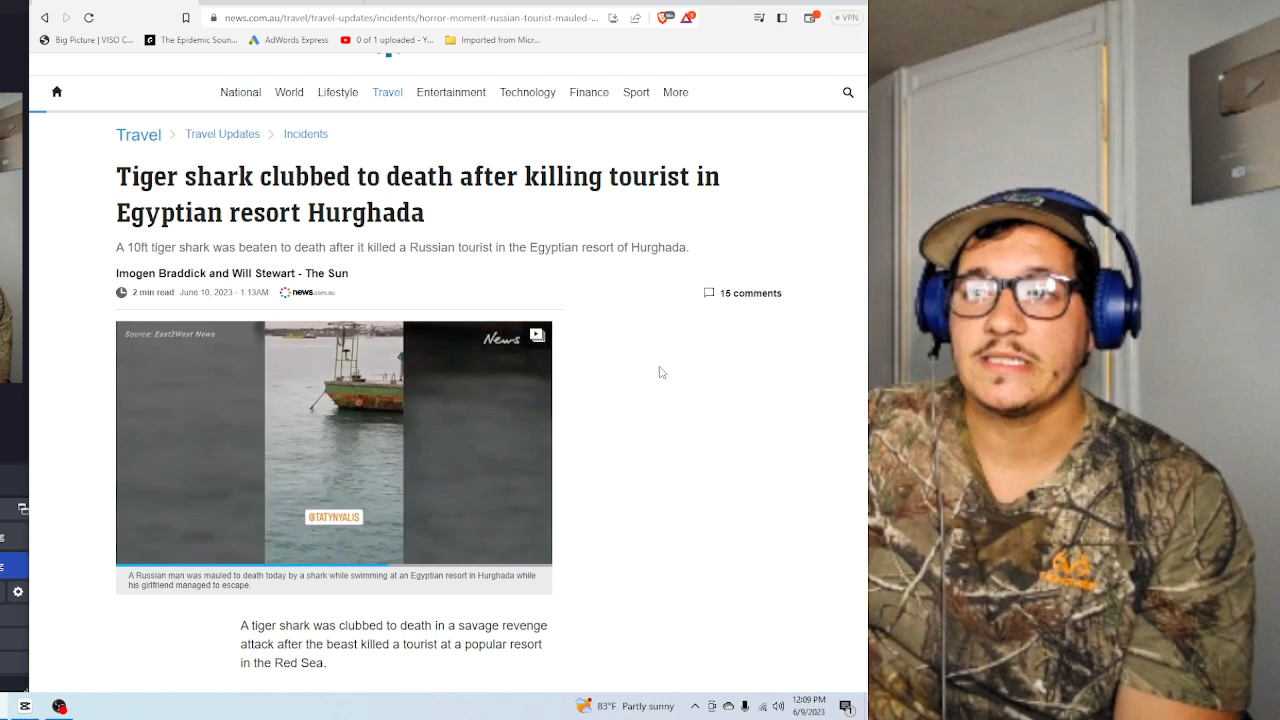 news.com.au/travel/travel-updates/incidents/horror-moment-russian-tourist-mauled-...
VPN
Big Picture | VISO C...
The Epidemic Soun...
AdWords Express
0 of 1 uploaded - Y...
Imported from Micr...
National World Lifestyle Travel Entertainment Technology Finance Sport More
Travel > Travel Updates > Incidents
Tiger shark clubbed to death after killing tourist in
Egyptian resort Hurghada
A 10ft tiger shark was beaten to death after it killed a Russian tourist in the Egyptian resort of Hurghada.
Imogen Braddick and Will Stewart - The Sun
2 min read June 10, 2023 - 1:13AM news.com.au
15 comments
Source: East2West News
News
@TATYNYALIS
A Russian man was mauled to death today by a shark while swimming at an Egyptian resort in Hurghada while
his girlfriend managed to escape.
A tiger shark was clubbed to death in a savage revenge
attack after the beast killed a tourist at a popular resort
in the Red Sea.
83°F Partly sunny
12:09 PM
6/9/2023